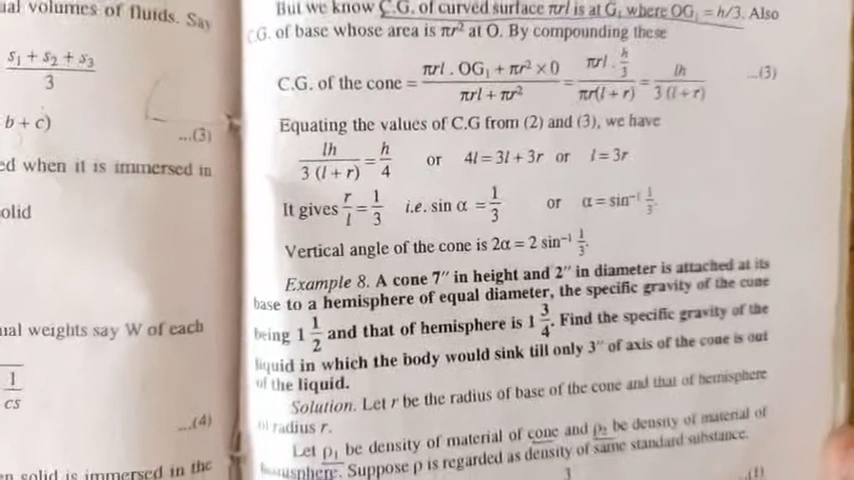 ual volumes of fluids. Say
s₁ + s₂ + s₃
3
b + c)
...(3)
ed when it is immersed in
olid
ual weights say W of each
1
cs
...(4)
en solid is immersed in the
But we know C.G. of curved surface πrl is at G₁ where OG₁ = h/3. Also
C.G. of base whose area is πr² at O. By compounding these
C.G. of the cone = (πrl . OG₁ + πr² × 0)/(πrl + πr²) = (πrl . h/3)/(πr(l + r)) = lh/(3 (l + r)) ...(3)
Equating the values of C.G from (2) and (3), we have
lh/(3 (l + r)) = h/4 or 4l = 3l + 3r or l = 3r
It gives r/l = 1/3 i.e. sin α = 1/3 or α = sin⁻¹ 1/3.
Vertical angle of the cone is 2α = 2 sin⁻¹ 1/3.
Example 8. A cone 7″ in height and 2″ in diameter is attached at its
base to a hemisphere of equal diameter, the specific gravity of the cone
being 1 1/2 and that of hemisphere is 1 3/4. Find the specific gravity of the
liquid in which the body would sink till only 3″ of axis of the cone is out
of the liquid.
Solution. Let r be the radius of base of the cone and that of hemisphere
of radius r.
Let ρ₁ be density of material of cone and ρ₂ be density of material of
hemisphere. Suppose ρ is regarded as density of same standard substance.
3
...(1)